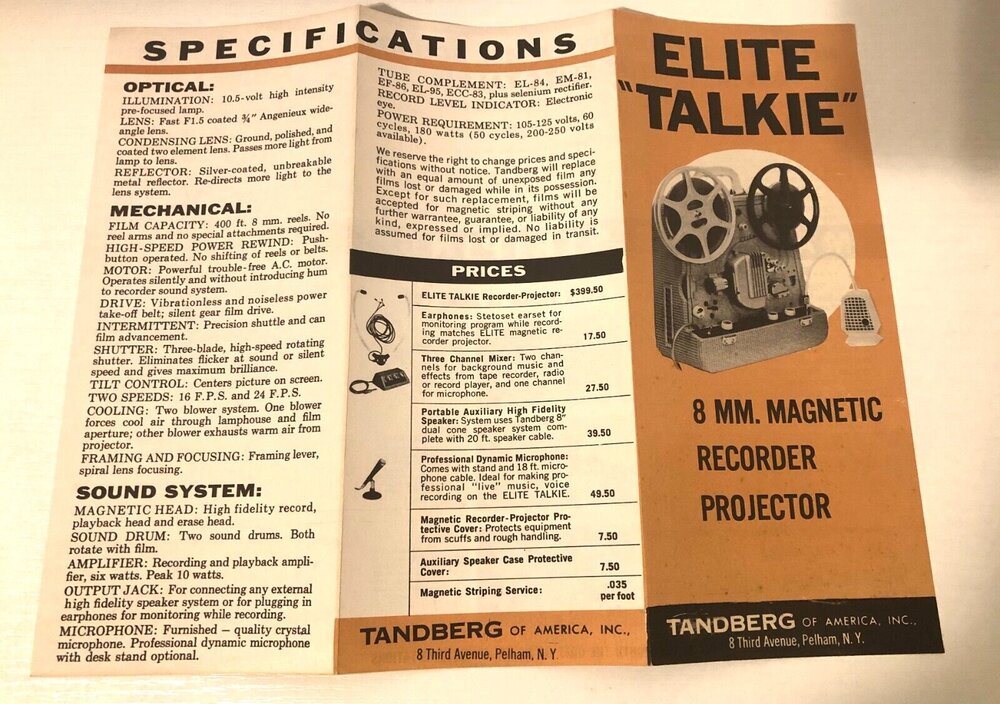 SPECIFICATIONS
OPTICAL:
ILLUMINATION: 10.5-volt high intensity
pre-focused lamp.
LENS: Fast F1.5 coated ¾" Angenieux wide-
angle lens.
CONDENSING LENS: Ground, polished, and
coated two element lens. Passes more light from
lamp to lens.
REFLECTOR: Silver-coated, unbreakable
metal reflector. Re-directs more light to the
lens system.
MECHANICAL:
FILM CAPACITY: 400 ft. 8 mm. reels. No
reel arms and no special attachments required.
HIGH-SPEED POWER REWIND: Push-
button operated. No shifting of reels or belts.
MOTOR: Powerful trouble-free A.C. motor.
Operates silently and without introducing hum
to recorder sound system.
DRIVE: Vibrationless and noiseless power
take-off belt; silent gear film drive.
INTERMITTENT: Precision shuttle and can
film advancement.
SHUTTER: Three-blade, high-speed rotating
shutter. Eliminates flicker at sound or silent
speed and gives maximum brilliance.
TILT CONTROL: Centers picture on screen.
TWO SPEEDS: 16 F.P.S. and 24 F.P.S.
COOLING: Two blower system. One blower
forces cool air through lamphouse and film
aperture; other blower exhausts warm air from
projector.
FRAMING AND FOCUSING: Framing lever,
spiral lens focusing.
SOUND SYSTEM:
MAGNETIC HEAD: High fidelity record,
playback head and erase head.
SOUND DRUM: Two sound drums. Both
rotate with film.
AMPLIFIER: Recording and playback ampli-
fier, six watts. Peak 10 watts.
OUTPUT JACK: For connecting any external
high fidelity speaker system or for plugging in
earphones for monitoring while recording.
MICROPHONE: Furnished – quality crystal
microphone. Professional dynamic microphone
with desk stand optional.
TUBE COMPLEMENT: EL-84, EM-81,
EF-86, EL-95, ECC-83, plus selenium rectifier.
RECORD LEVEL INDICATOR: Electronic
eye.
POWER REQUIREMENT: 105-125 volts, 60
cycles, 180 watts (50 cycles, 200-250 volts
available).
We reserve the right to change prices and speci-
fications without notice. Tandberg will replace
with an equal amount of unexposed film any
films lost or damaged while in its possession.
Except for such replacement, films will be
accepted for magnetic striping without any
further warrantee, guarantee, or liability of any
kind, expressed or implied. No liability is
assumed for films lost or damaged in transit.
PRICES
ELITE TALKIE Recorder-Projector: $399.50
Earphones: Stetoset earset for
monitoring program while record-
ing matches ELITE magnetic re-
corder projector. 17.50
Three Channel Mixer: Two chan-
nels for background music and
effects from tape recorder, radio
or record player, and one channel
for microphone. 27.50
Portable Auxiliary High Fidelity
Speaker: System uses Tandberg 8"
dual cone speaker system com-
plete with 20 ft. speaker cable. 39.50
Professional Dynamic Microphone:
Comes with stand and 18 ft. micro-
phone cable. Ideal for making pro-
fessional "live" music, voice
recording on the ELITE TALKIE. 49.50
Magnetic Recorder-Projector Pro-
tective Cover: Protects equipment
from scuffs and rough handling. 7.50
Auxiliary Speaker Case Protective
Cover: 7.50
Magnetic Striping Service: .035
per foot
TANDBERG OF AMERICA, INC.,
8 Third Avenue, Pelham, N. Y.
ELITE
"TALKIE"
8 MM. MAGNETIC
RECORDER
PROJECTOR
TANDBERG OF AMERICA, INC.,
8 Third Avenue, Pelham, N. Y.